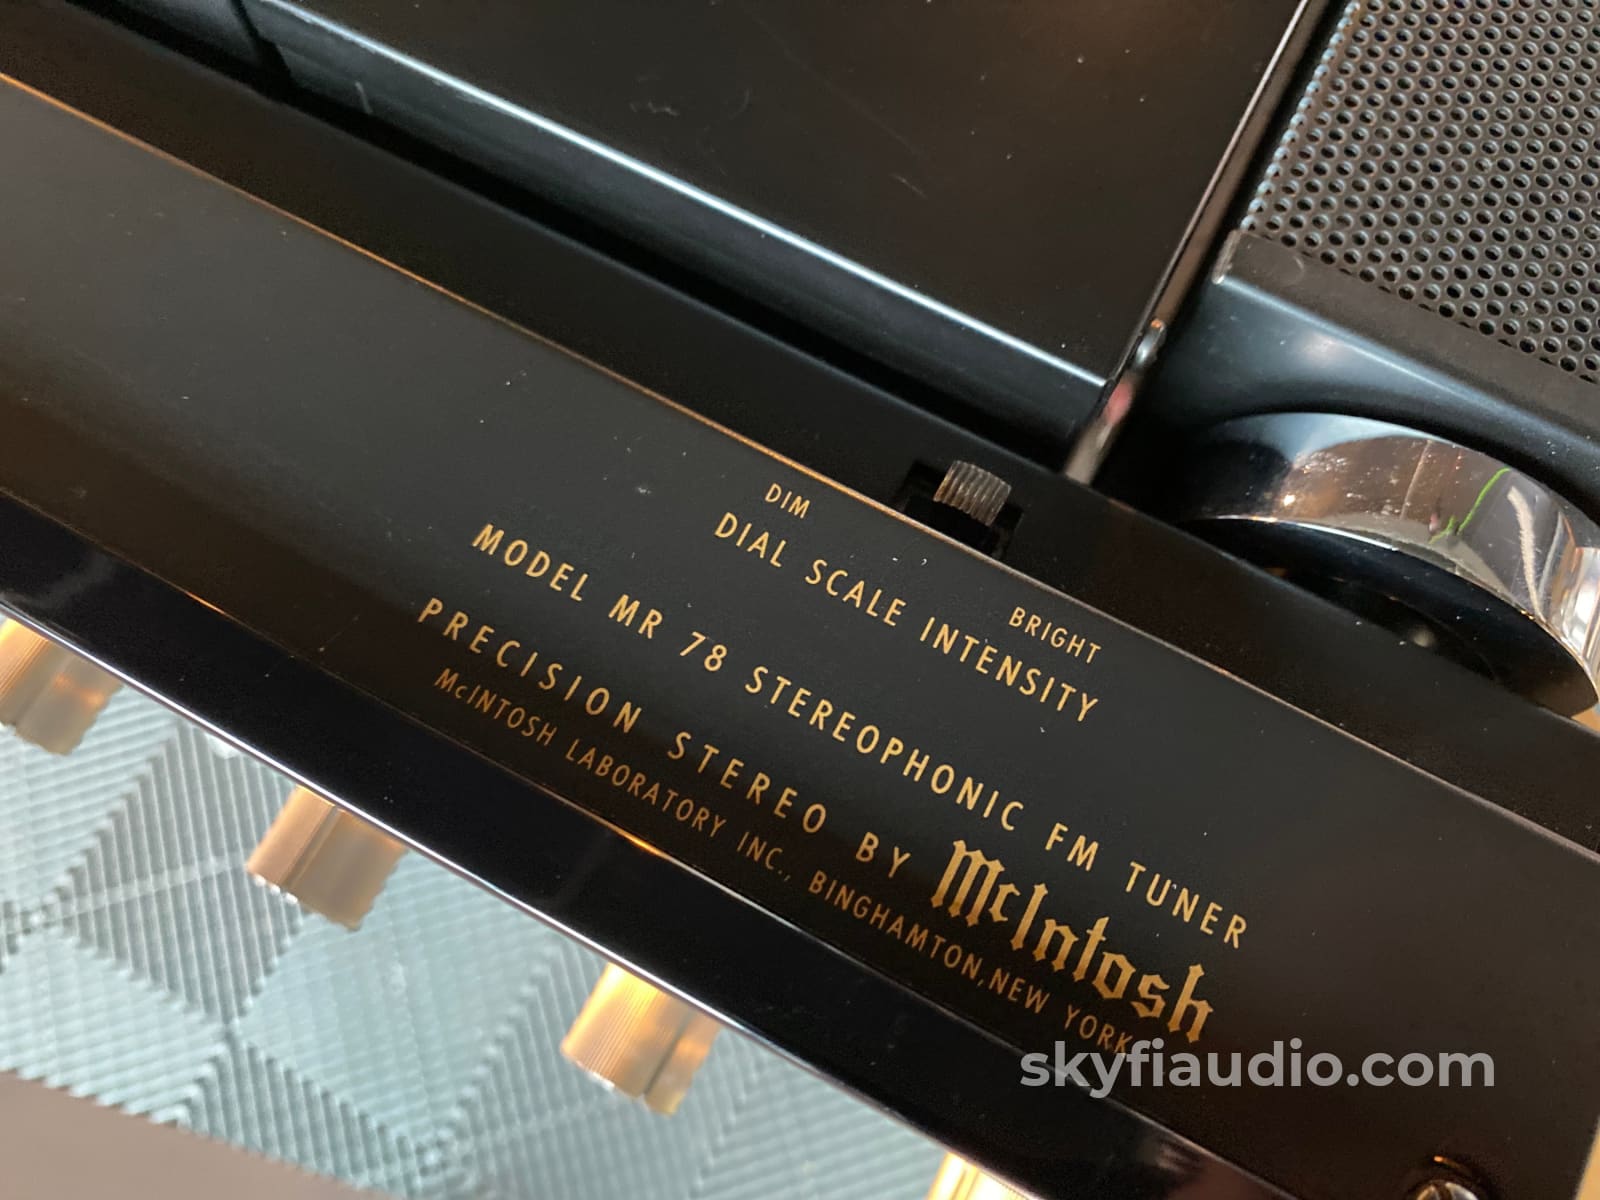 DIM
BRIGHT
DIAL SCALE INTENSITY
MODEL MR 78 STEREOPHONIC FM TUNER
PRECISION STEREO BY McIntosh
McINTOSH LABORATORY INC., BINGHAMTON, NEW YORK
skyfiaudio.com